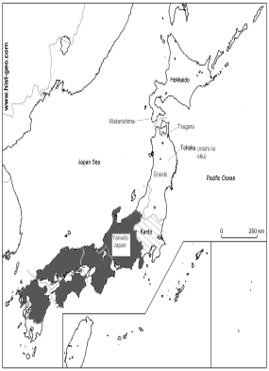 www.hist-geo.com
Hokkaido
Watarishima
Tsugaru
Tohoku (michi no
oku)
Japan Sea
Emishi
Pacific Ocean
Kanto
Yamato
Japan
0 250 km